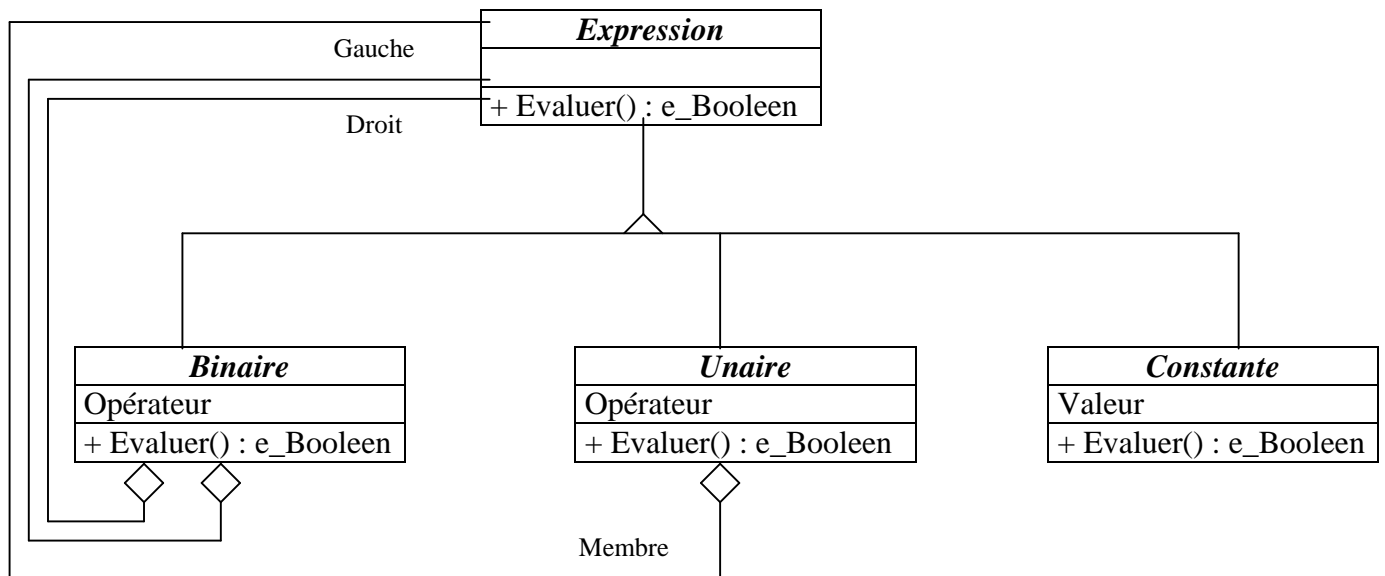 Expression
Gauche
+ Evaluer() : e_Booleen
Droit
Binaire
Opérateur
+ Evaluer() : e_Booleen
Unaire
Opérateur
+ Evaluer() : e_Booleen
Constante
Valeur
+ Evaluer() : e_Booleen
Membre